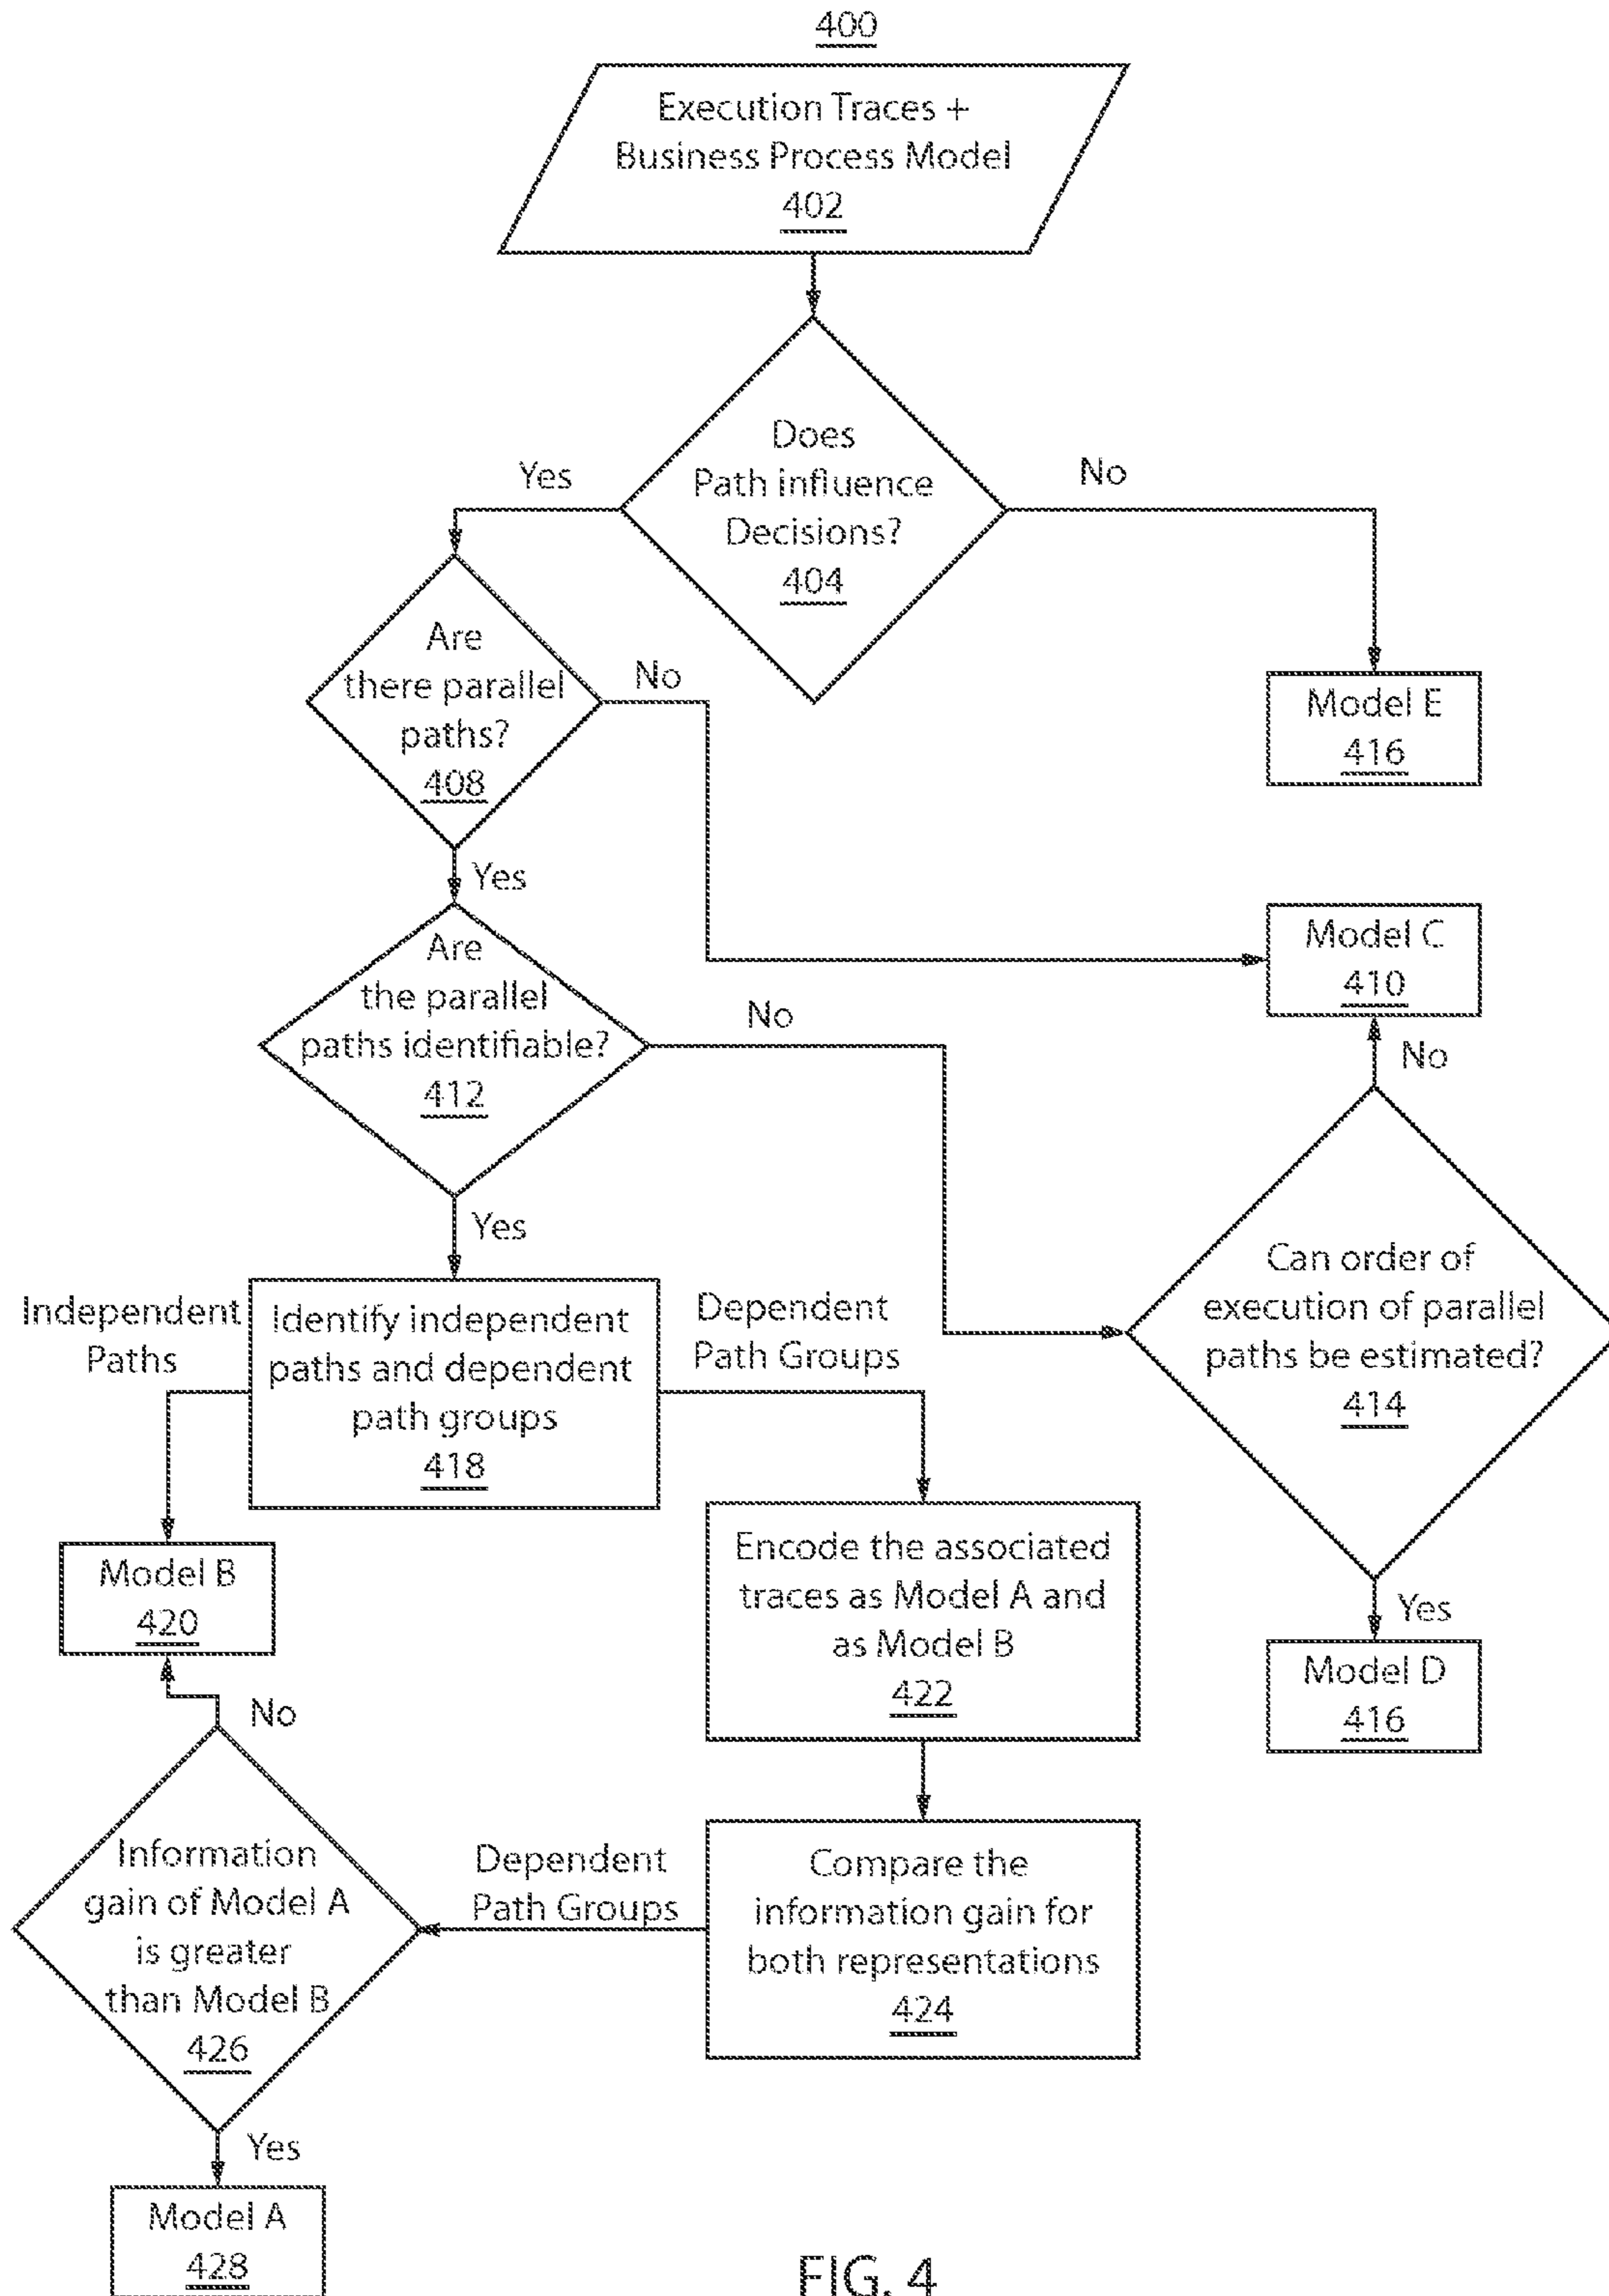 400
Execution Traces +
Business Process Model
402
Does
Path influence
Decisions?
404
Yes
No
Are
there parallel
paths?
408
No
Model E
416
Yes
Are
the parallel
paths identifiable?
412
No
Model C
410
No
Yes
Can order of
execution of parallel
paths be estimated?
414
Independent
Paths
Identify independent
paths and dependent
path groups
418
Dependent
Path Groups
Encode the associated
traces as Model A and
as Model B
422
Model B
420
Yes
Model D
416
No
Information
gain of Model A
is greater
than Model B
426
Dependent
Path Groups
Compare the
information gain for
both representations
424
Yes
Model A
428
FIG. 4